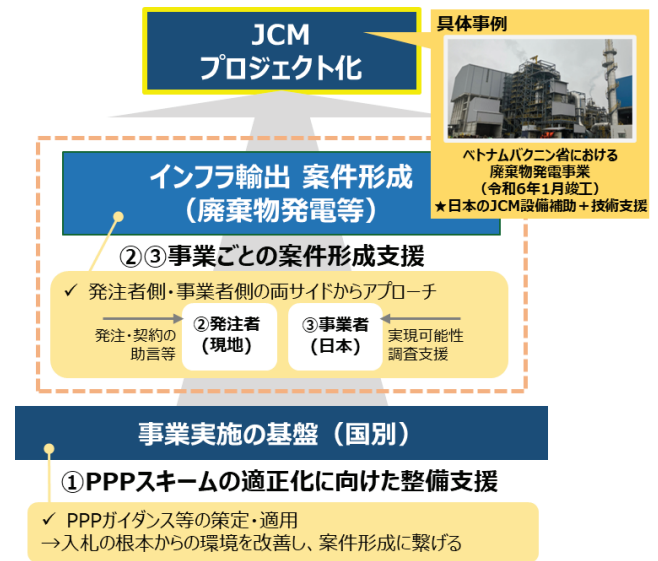 JCM
プロジェクト化
具体事例
ベトナムバクニン省における
廃棄物発電事業
（令和6年1月竣工）
★日本のJCM設備補助＋技術支援
インフラ輸出 案件形成
（廃棄物発電等）
②③事業ごとの案件形成支援
✓ 発注者側・事業者側の両サイドからアプローチ
発注・契約の
助言等
②発注者
(現地)
③事業者
(日本)
実現可能性
調査支援
事業実施の基盤（国別）
①PPPスキームの適正化に向けた整備支援
✓ PPPガイダンス等の策定・適用
→入札の根本からの環境を改善し、案件形成に繋げる